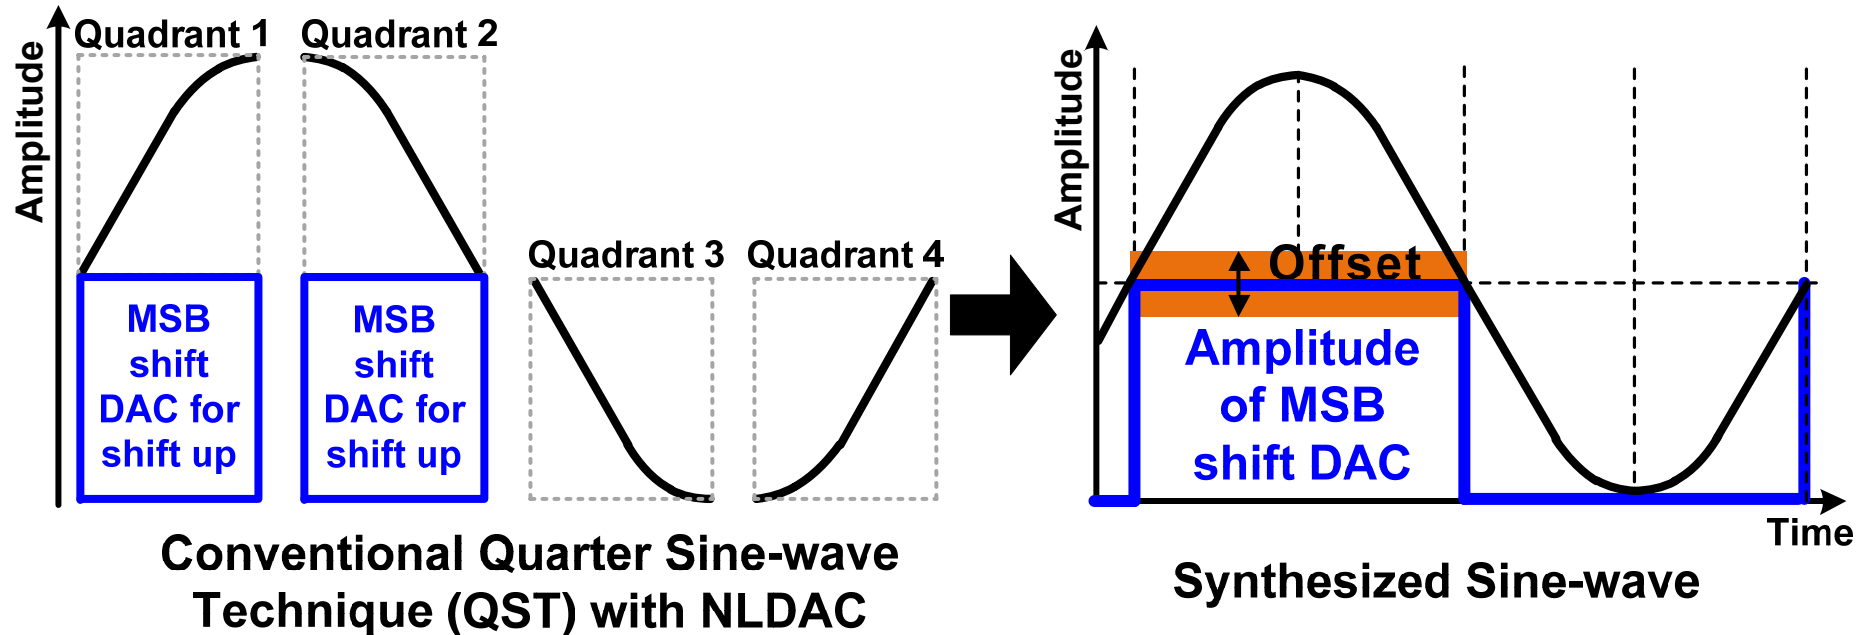 Amplitude
Quadrant 1
Quadrant 2
MSB
shift
DAC for
shift up
MSB
shift
DAC for
shift up
Quadrant 3
Quadrant 4
Conventional Quarter Sine-wave
Technique (QST) with NLDAC
Amplitude
Offset
Amplitude
of MSB
shift DAC
Time
Synthesized Sine-wave